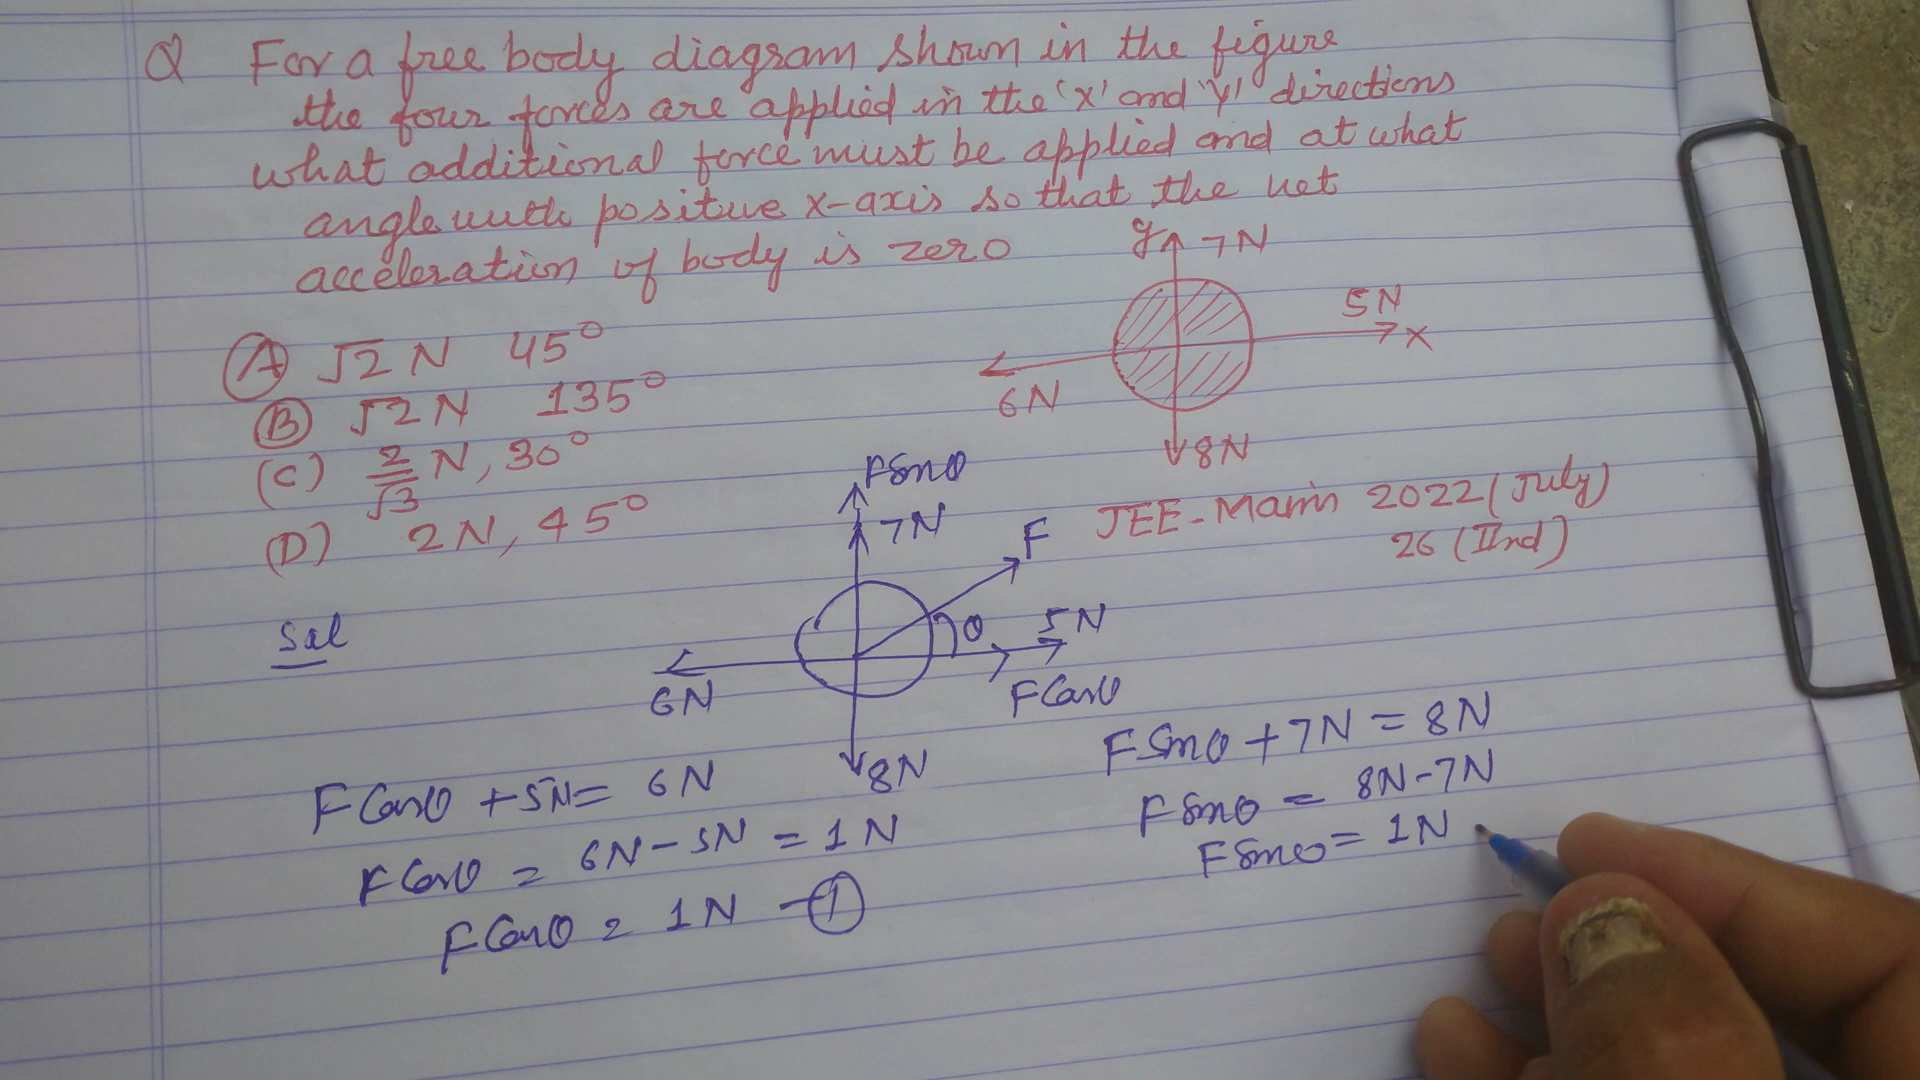 Q For a free body diagram shown in the figure
the four forces are applied in the 'x' and 'y' directions
what additional force must be applied and at what
angle with positive x-axis so that the net
acceleration of body is zero
y 7N
5N
x
6N
8N
(A) √2 N 45°
(B) √2 N 135°
(C) 2/√3 N, 30°
(D) 2N, 45°
JEE-Main 2022 (July)
26 (IInd)
Sol
FSinθ
7N
F
θ
5N
6N
FCosθ
8N
FCosθ + 5N = 6N
FCosθ = 6N - 5N = 1N
FCosθ = 1N - (1)
FSinθ + 7N = 8N
FSinθ = 8N - 7N
FSinθ = 1N